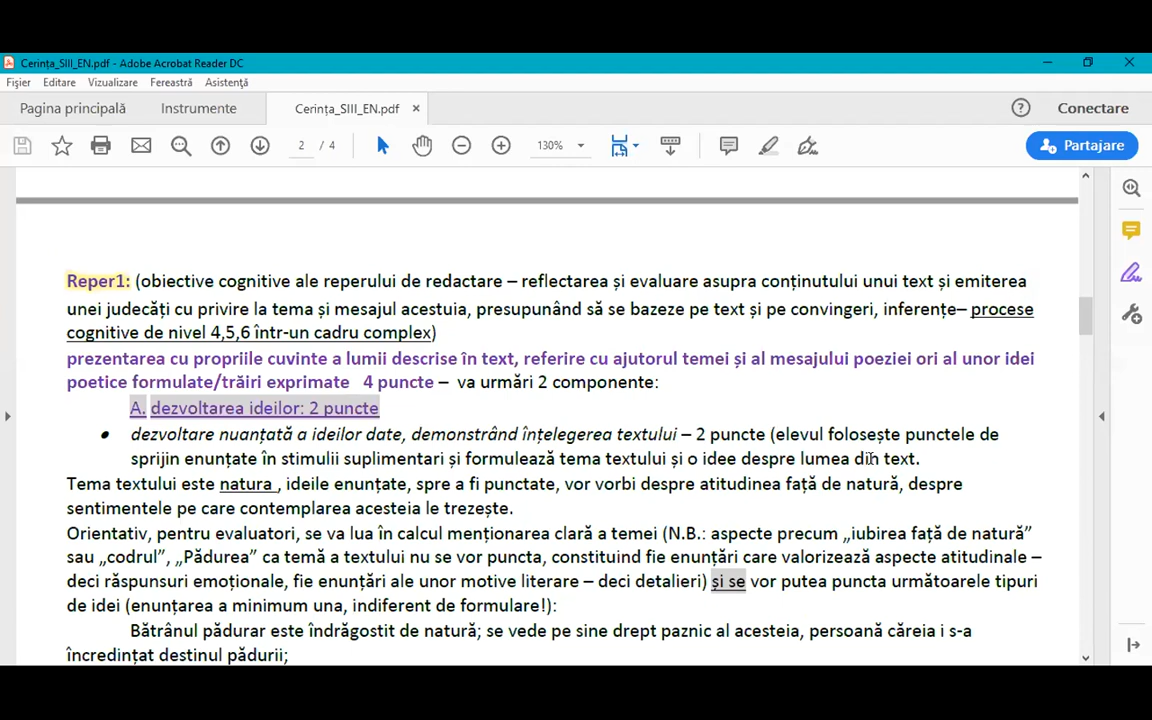 Cerința_SIII_EN.pdf - Adobe Acrobat Reader DC
Fișier Editare Vizualizare Fereastră Asistență
Pagina principală Instrumente Cerința_SIII_EN.pdf × Conectare
2 / 4 130% Partajare
Reper1: (obiective cognitive ale reperului de redactare – reflectarea și evaluare asupra conținutului unui text și emiterea
unei judecăți cu privire la tema și mesajul acestuia, presupunând să se bazeze pe text și pe convingeri, inferențe– procese
cognitive de nivel 4,5,6 într-un cadru complex)
prezentarea cu propriile cuvinte a lumii descrise în text, referire cu ajutorul temei și al mesajului poeziei ori al unor idei
poetice formulate/trăiri exprimate 4 puncte – va urmări 2 componente:
A. dezvoltarea ideilor: 2 puncte
• dezvoltare nuanțată a ideilor date, demonstrând înțelegerea textului – 2 puncte (elevul folosește punctele de
sprijin enunțate în stimulii suplimentari și formulează tema textului și o idee despre lumea din text.
Tema textului este natura , ideile enunțate, spre a fi punctate, vor vorbi despre atitudinea față de natură, despre
sentimentele pe care contemplarea acesteia le trezește.
Orientativ, pentru evaluatori, se va lua în calcul menționarea clară a temei (N.B.: aspecte precum „iubirea față de natură”
sau „codrul”, „Pădurea” ca temă a textului nu se vor puncta, constituind fie enunțări care valorizează aspecte atitudinale –
deci răspunsuri emoționale, fie enunțări ale unor motive literare – deci detalieri) și se vor putea puncta următoarele tipuri
de idei (enunțarea a minimum una, indiferent de formulare!):
Bătrânul pădurar este îndrăgostit de natură; se vede pe sine drept paznic al acesteia, persoană căreia i s-a
încredințat destinul pădurii;